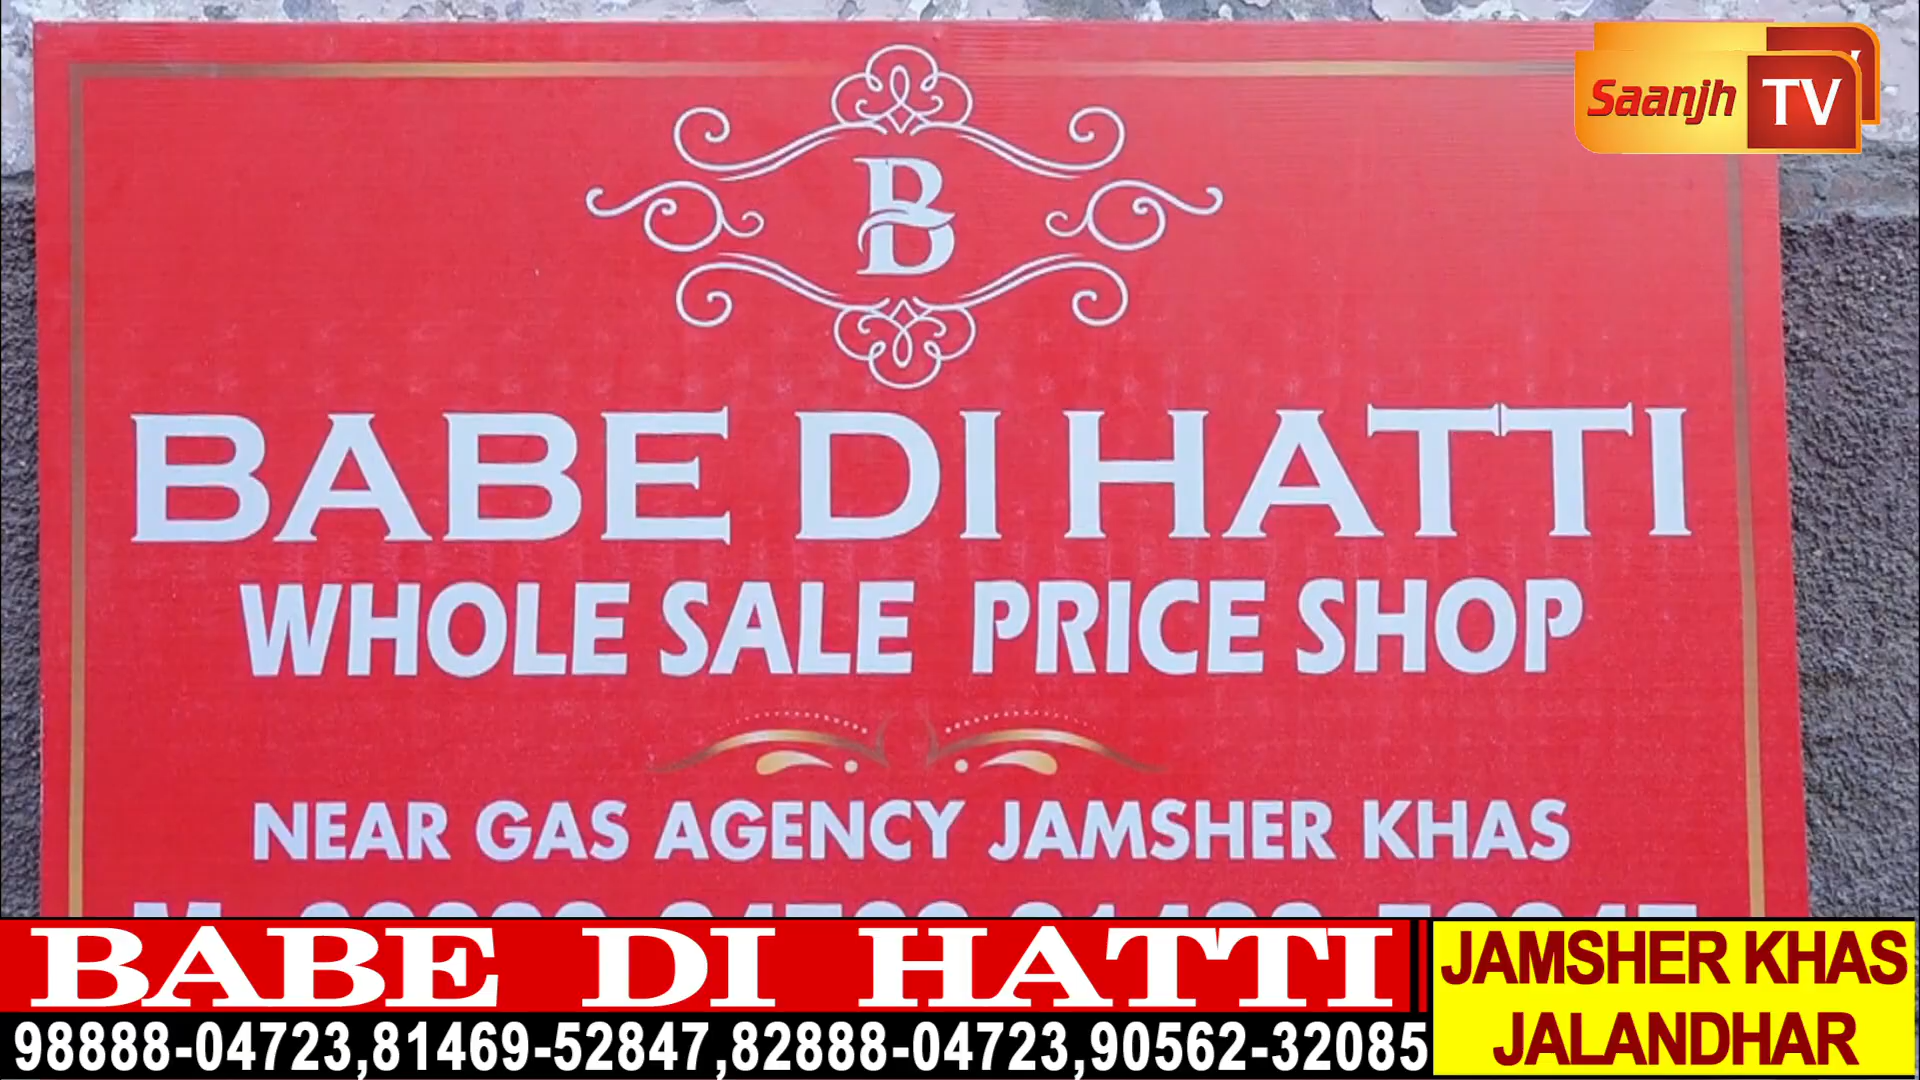 Saanjh TV
B
BABE DI HATTI
WHOLE SALE PRICE SHOP
NEAR GAS AGENCY JAMSHER KHAS
BABE DI HATTI
98888-04723,81469-52847,82888-04723,90562-32085
JAMSHER KHAS
JALANDHAR